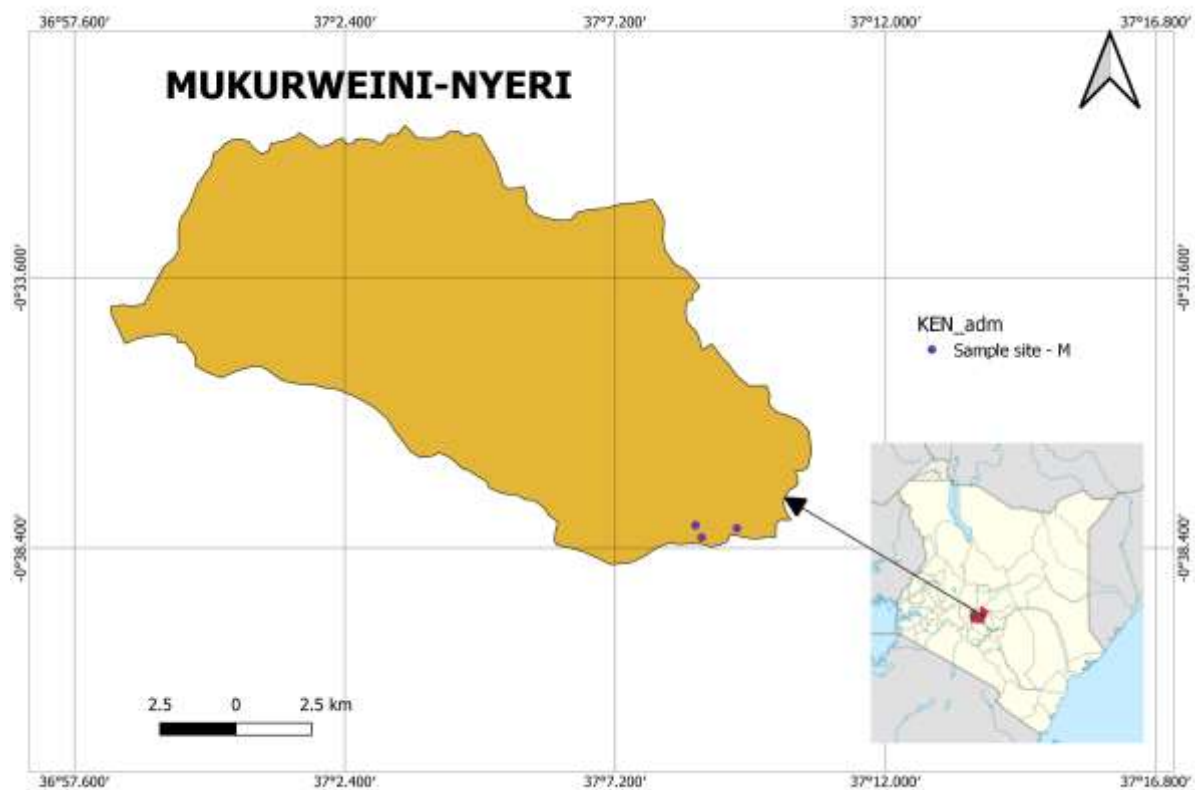 36°57.600' 37°2.400' 37°7.200' 37°12.000' 37°16.800'
MUKURWEINI-NYERI
-0°33.600' -0°33.600'
KEN_adm
Sample site - M
-0°38.400' -0°38.400'
2.5 0 2.5 km
36°57.600' 37°2.400' 37°7.200' 37°12.000' 37°16.800'